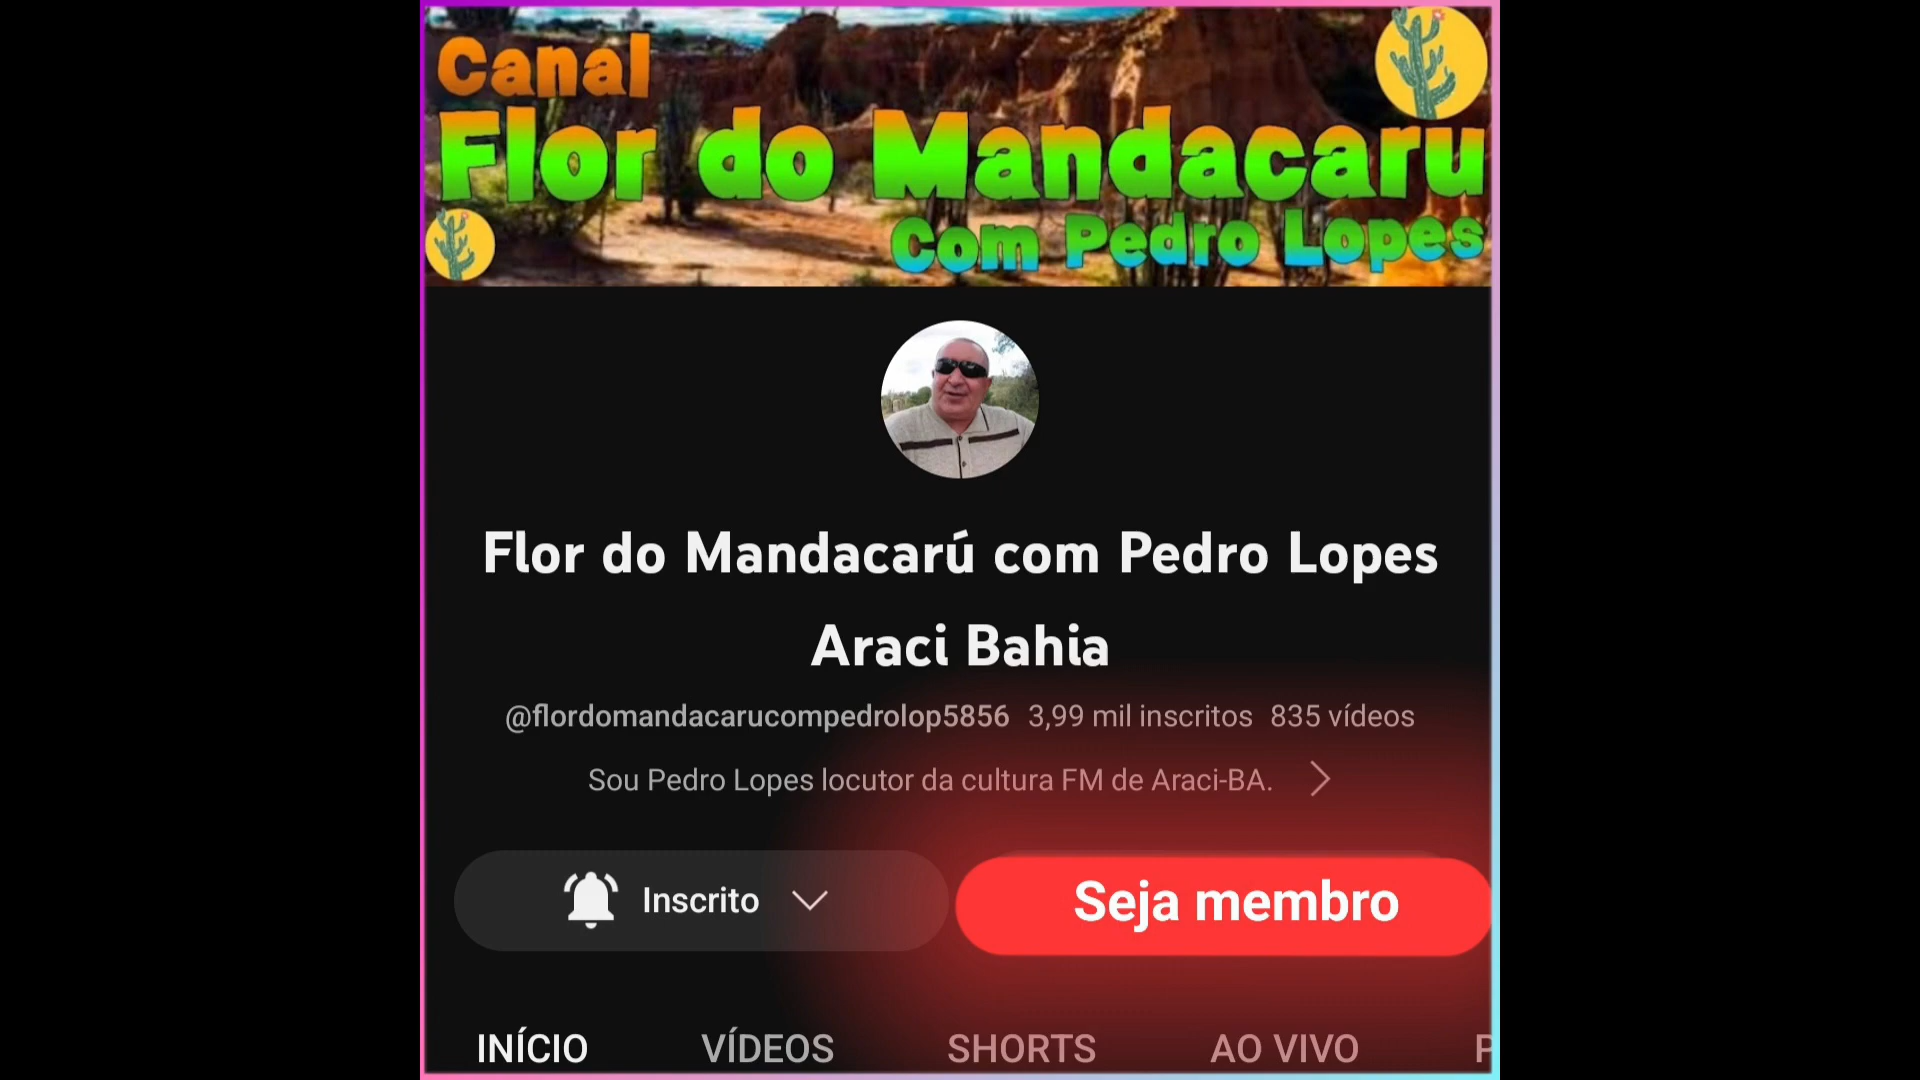 Canal
Flor do Mandacaru
Com Pedro Lopes
Flor do Mandacarú com Pedro Lopes
Araci Bahia
@flordomandacarucompedrolop5856 3,99 mil inscritos 835 vídeos
Sou Pedro Lopes locutor da cultura FM de Araci-BA.
Inscrito
Seja membro
INÍCIO VÍDEOS SHORTS AO VIVO P